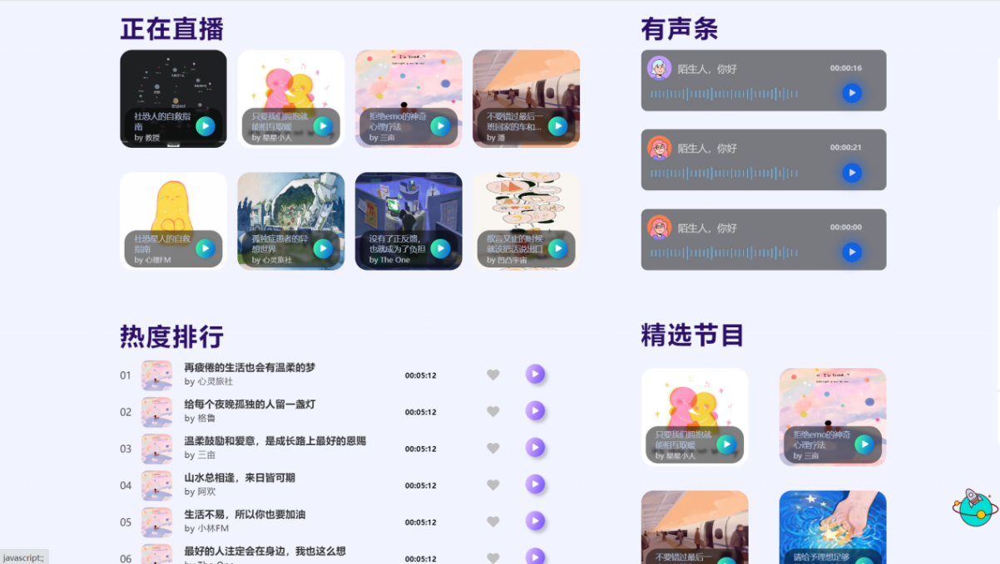 正在直播
社恐人的自救指
南
by 教授
只要我们拥抱就
能相互取暖
by 星星小人
拒绝emo的神奇
心理疗法
by 三亩
不要错过最后一
班回家的车和...
by 潘
社恐星人的自救
指南
by 心理FM
孤独症患者的异
想世界
by 心灵旅社
没有了正反馈，
也就成为了负担
by The One
欲言又止的时候
就该把话说出口
by 凹凸宇宙
有声条
陌生人，你好
00:00:16
陌生人，你好
00:00:21
陌生人，你好
00:00:00
热度排行
01
再疲倦的生活也会有温柔的梦
by 心灵旅社
00:05:12
02
给每个夜晚孤独的人留一盏灯
by 格鲁
00:05:12
03
温柔鼓励和爱意，是成长路上最好的恩赐
by 三亩
00:05:12
04
山水总相逢，来日皆可期
by 阿欢
00:05:12
05
生活不易，所以你也要加油
by 小林FM
00:05:12
06
最好的人注定会在身边，我也这么想
by The One
00:05:12
精选节目
只要我们拥抱就
能相互取暖
by 星星小人
拒绝emo的神奇
心理疗法
by 三亩
不要错过最后一
请给予理想足够
javascript:;